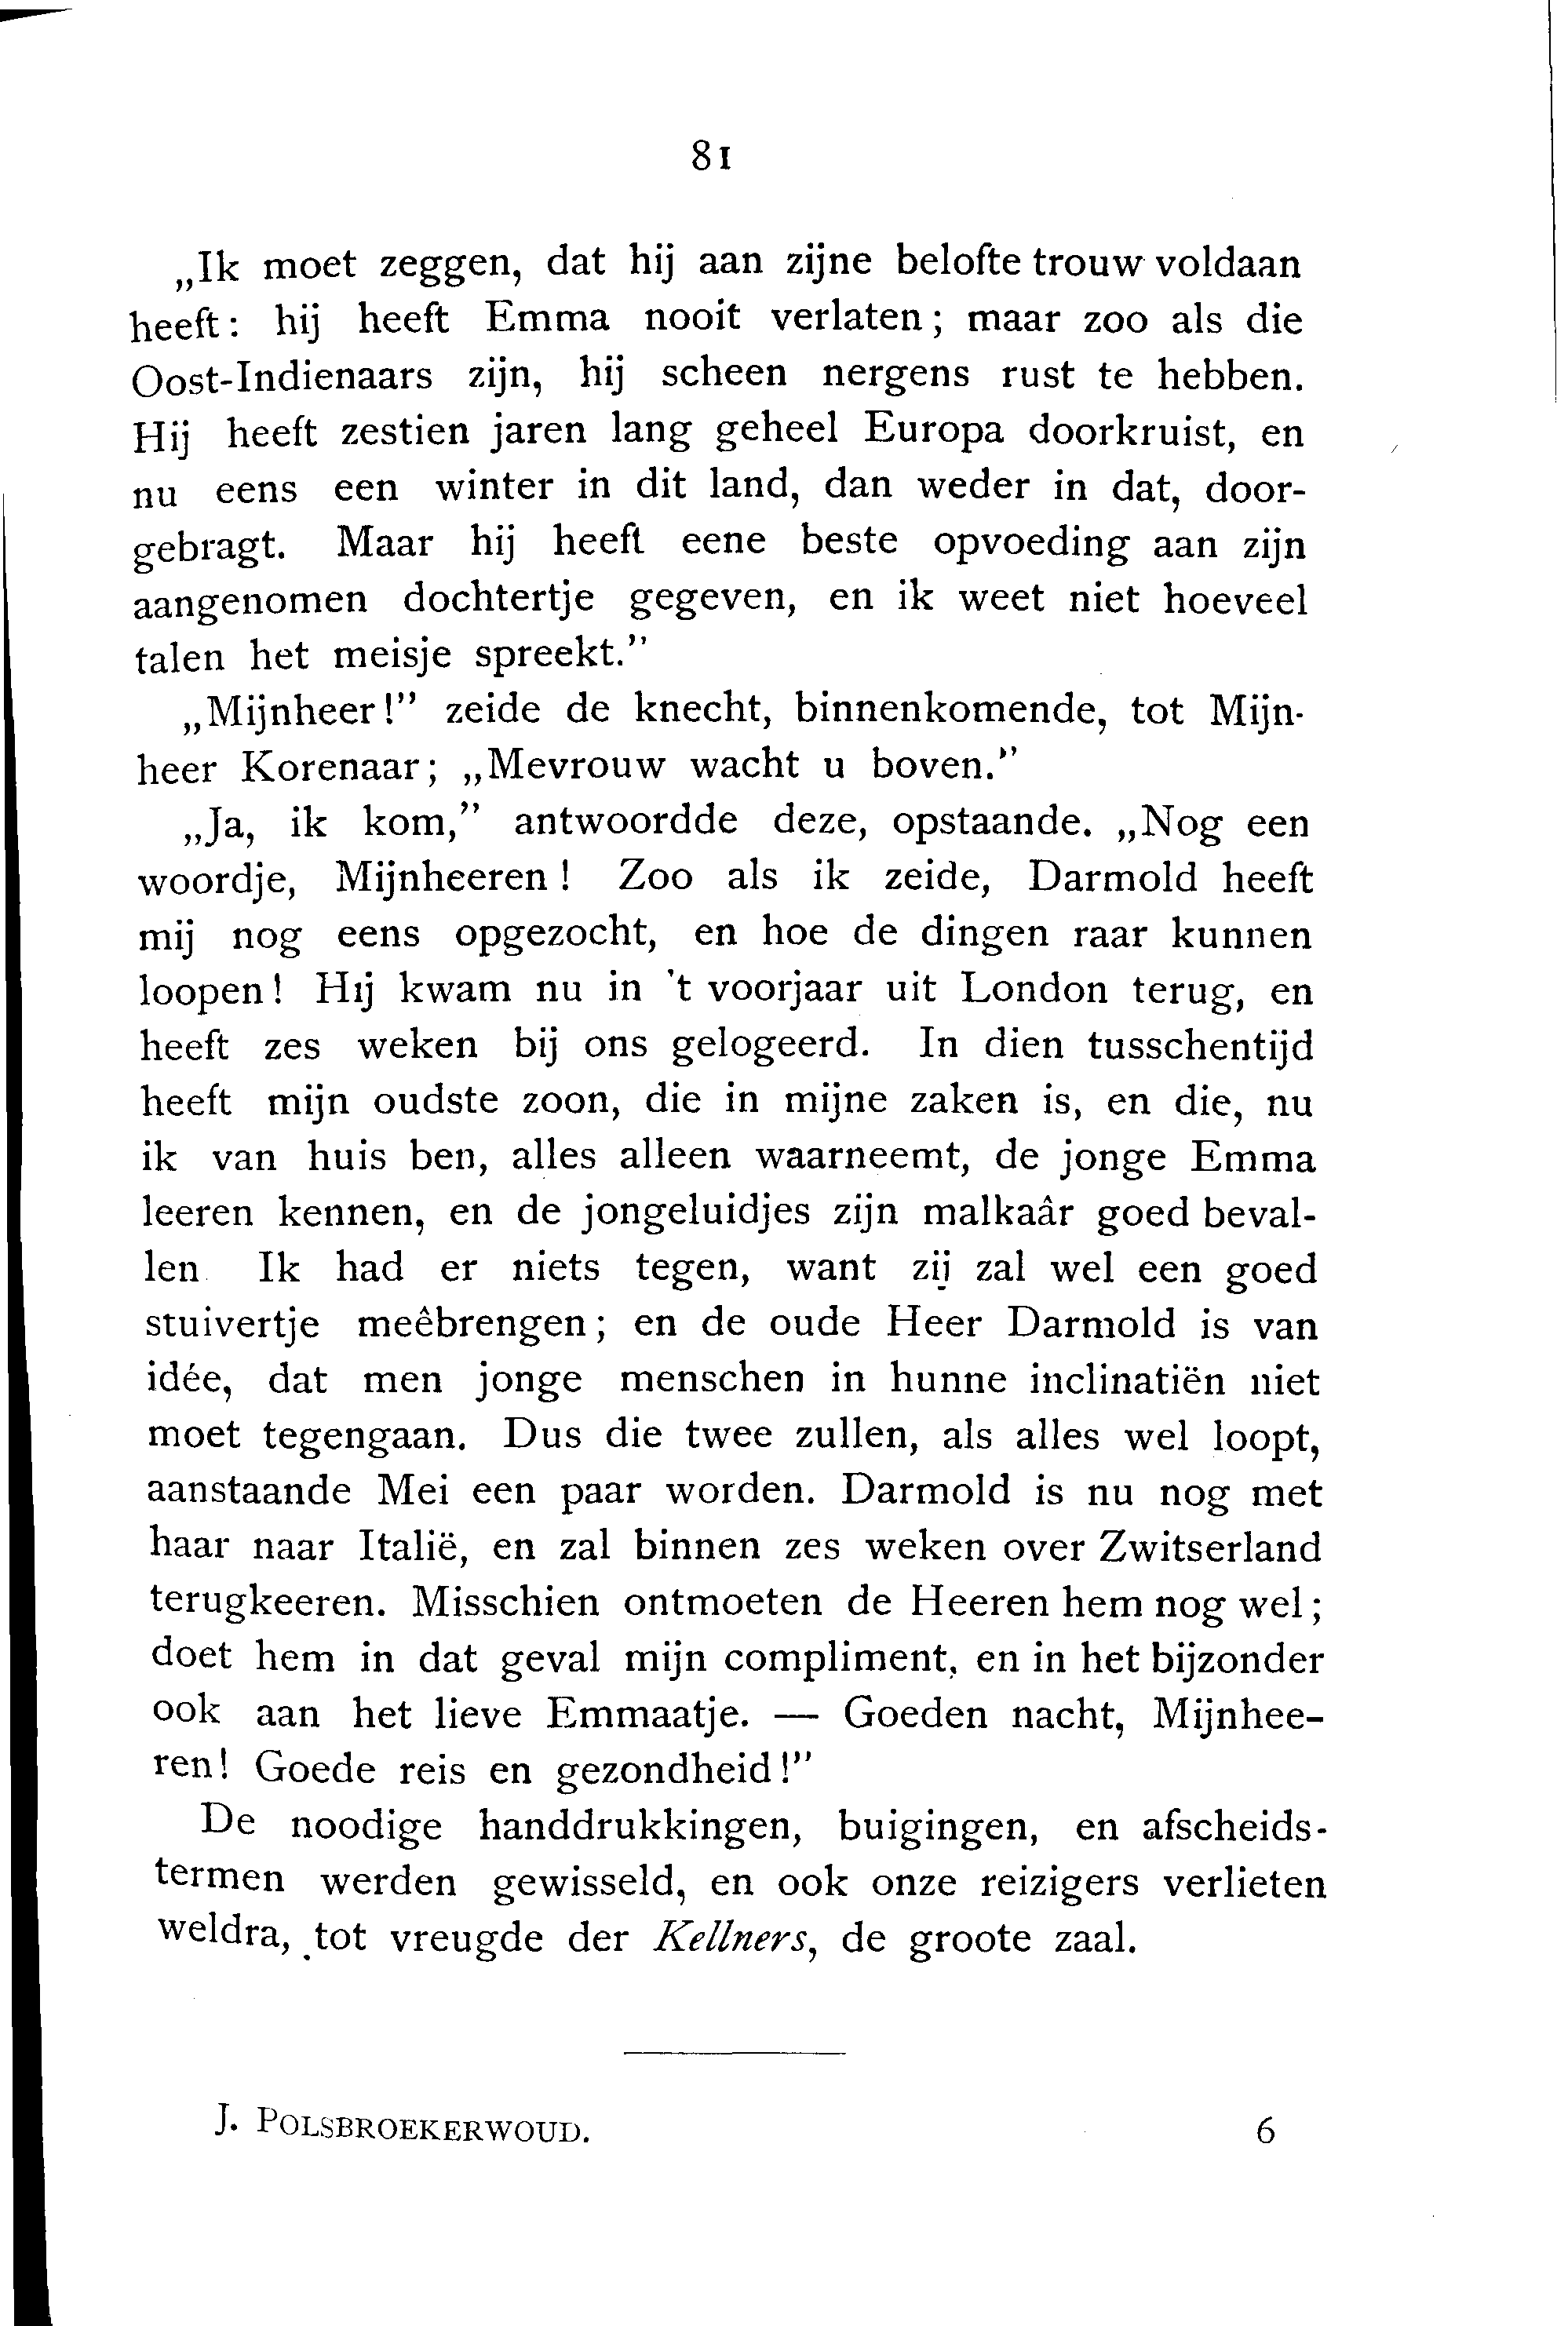 81
„Ik moet zeggen, dat hij aan zijne belofte trouw voldaan
heeft: hij heeft Emma nooit verlaten; maar zoo als die
Oost-Indienaars zijn, hij scheen nergens rust te hebben.
Hij heeft zestien jaren lang geheel Europa doorkruist, en
nu eens een winter in dit land, dan weder in dat, door-
gebragt. Maar hij heeft eene beste opvoeding aan zijn
aangenomen dochtertje gegeven, en ik weet niet hoeveel
talen het meisje spreekt.”
„Mijnheer!” zeide de knecht, binnenkomende, tot Mijn-
heer Korenaar; „Mevrouw wacht u boven.”
„Ja, ik kom,” antwoordde deze, opstaande. „Nog een
woordje, Mijnheeren! Zoo als ik zeide, Darmold heeft
mij nog eens opgezocht, en hoe de dingen raar kunnen
loopen! Hij kwam nu in 't voorjaar uit London terug, en
heeft zes weken bij ons gelogeerd. In dien tusschentijd
heeft mijn oudste zoon, die in mijne zaken is, en die, nu
ik van huis ben, alles alleen waarneemt, de jonge Emma
leeren kennen, en de jongeluidjes zijn malkaâr goed beval-
len Ik had er niets tegen, want zij zal wel een goed
stuivertje meêbrengen; en de oude Heer Darmold is van
idée, dat men jonge menschen in hunne inclinatiën niet
moet tegengaan. Dus die twee zullen, als alles wel loopt,
aanstaande Mei een paar worden. Darmold is nu nog met
haar naar Italië, en zal binnen zes weken over Zwitserland
terugkeeren. Misschien ontmoeten de Heeren hem nog wel;
doet hem in dat geval mijn compliment, en in het bijzonder
ook aan het lieve Emmaatje. — Goeden nacht, Mijnhee-
ren! Goede reis en gezondheid!”
De noodige handdrukkingen, buigingen, en afscheids-
termen werden gewisseld, en ook onze reizigers verlieten
weldra, tot vreugde der Kellners, de groote zaal.
J. POLSBROEKERWOUD. 6